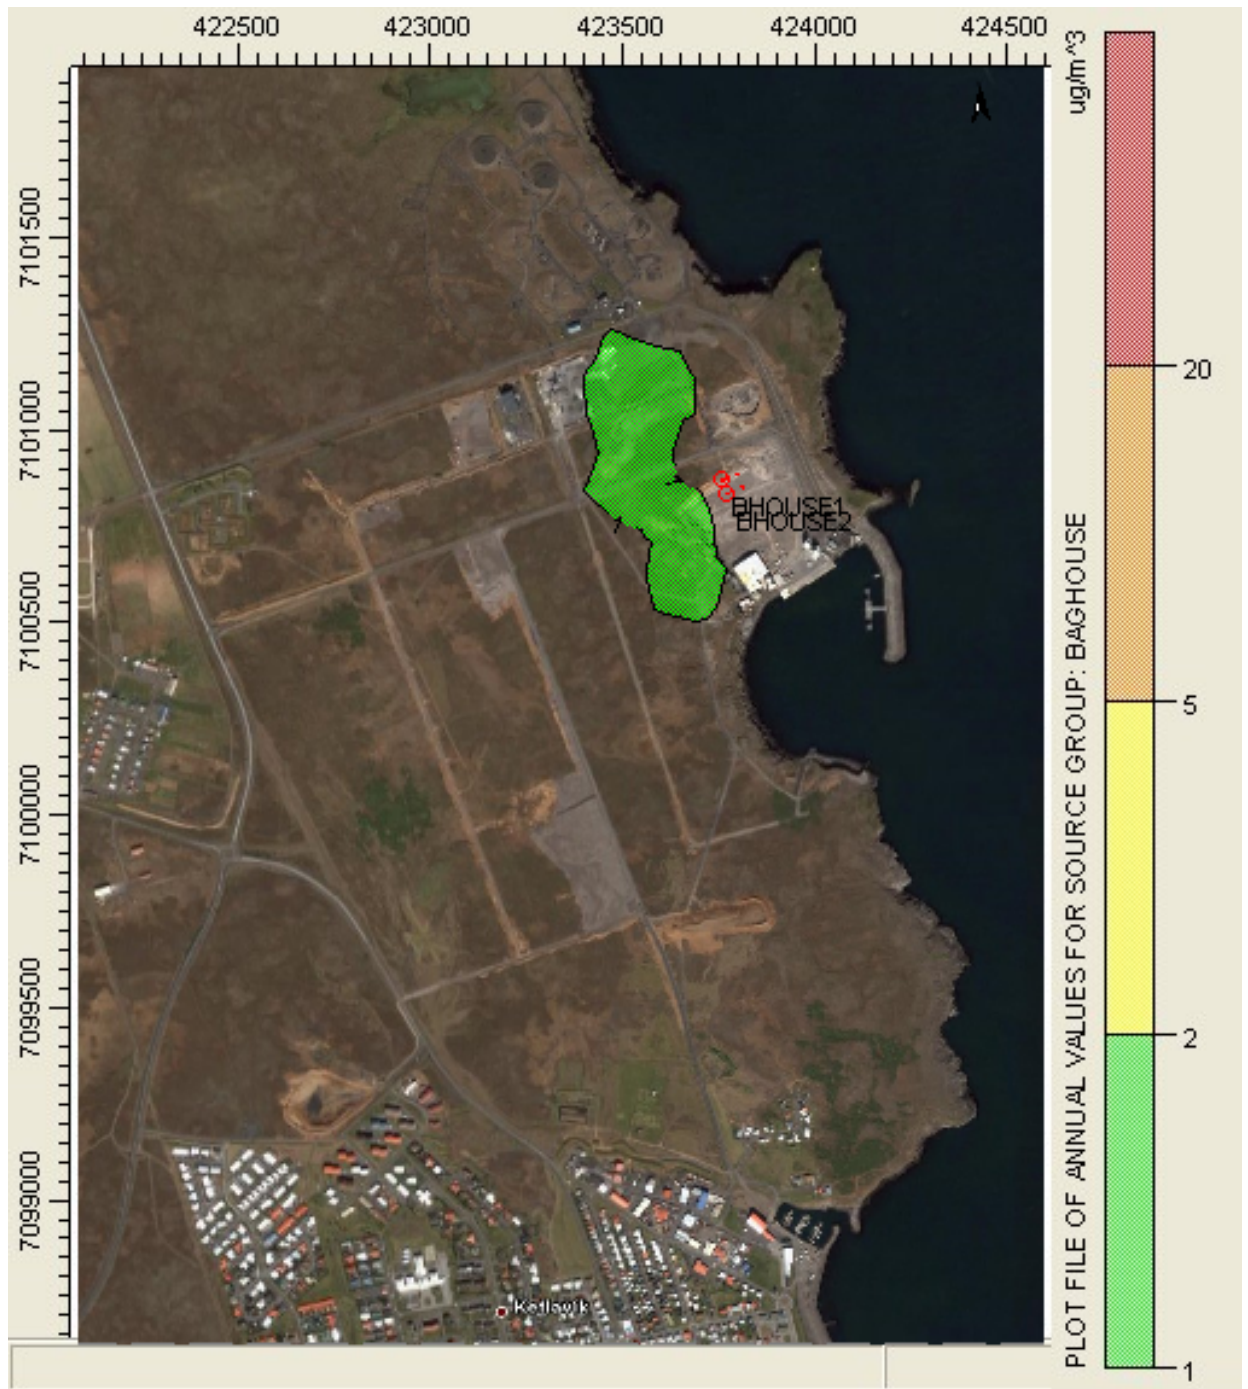 422500 423000 423500 424000 424500
ug/m^3
7101500
7101000
7100500
7100000
7099500
7099000
BHOUSE1
BHOUSE2
1
Keflavik
PLOT FILE OF ANNUAL VALUES FOR SOURCE GROUP: BAGHOUSE
20
5
2
1